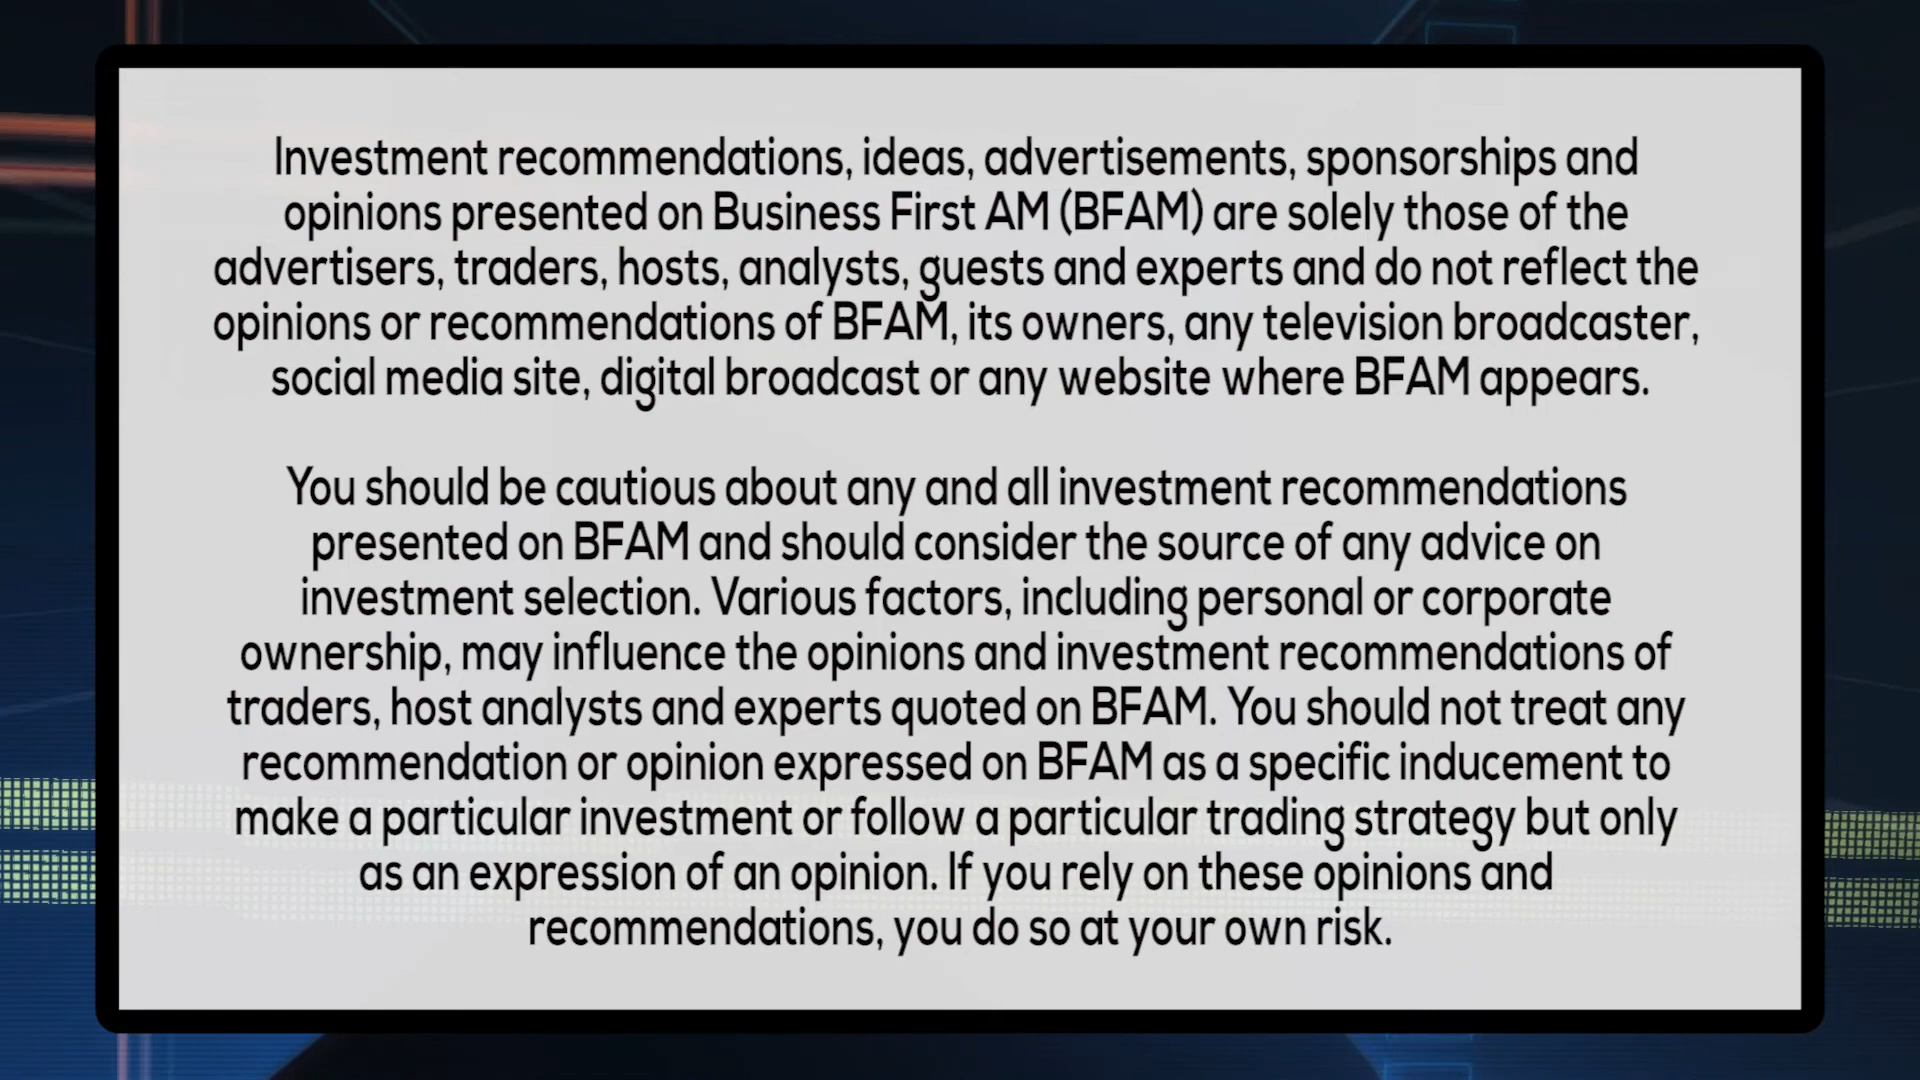 Investment recommendations, ideas, advertisements, sponsorships and
opinions presented on Business First AM (BFAM) are solely those of the
advertisers, traders, hosts, analysts, guests and experts and do not reflect the
opinions or recommendations of BFAM, its owners, any television broadcaster,
social media site, digital broadcast or any website where BFAM appears.
You should be cautious about any and all investment recommendations
presented on BFAM and should consider the source of any advice on
investment selection. Various factors, including personal or corporate
ownership, may influence the opinions and investment recommendations of
traders, host analysts and experts quoted on BFAM. You should not treat any
recommendation or opinion expressed on BFAM as a specific inducement to
make a particular investment or follow a particular trading strategy but only
as an expression of an opinion. If you rely on these opinions and
recommendations, you do so at your own risk.